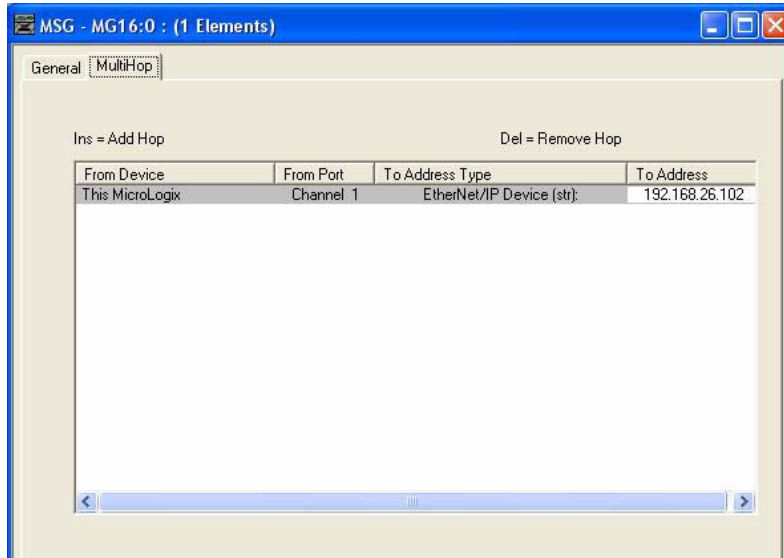 MSG - MG16:0 : (1 Elements)
General MultiHop
Ins = Add Hop Del = Remove Hop
From Device From Port To Address Type To Address
This MicroLogix Channel 1 EtherNet/IP Device (str): 192.168.26.102